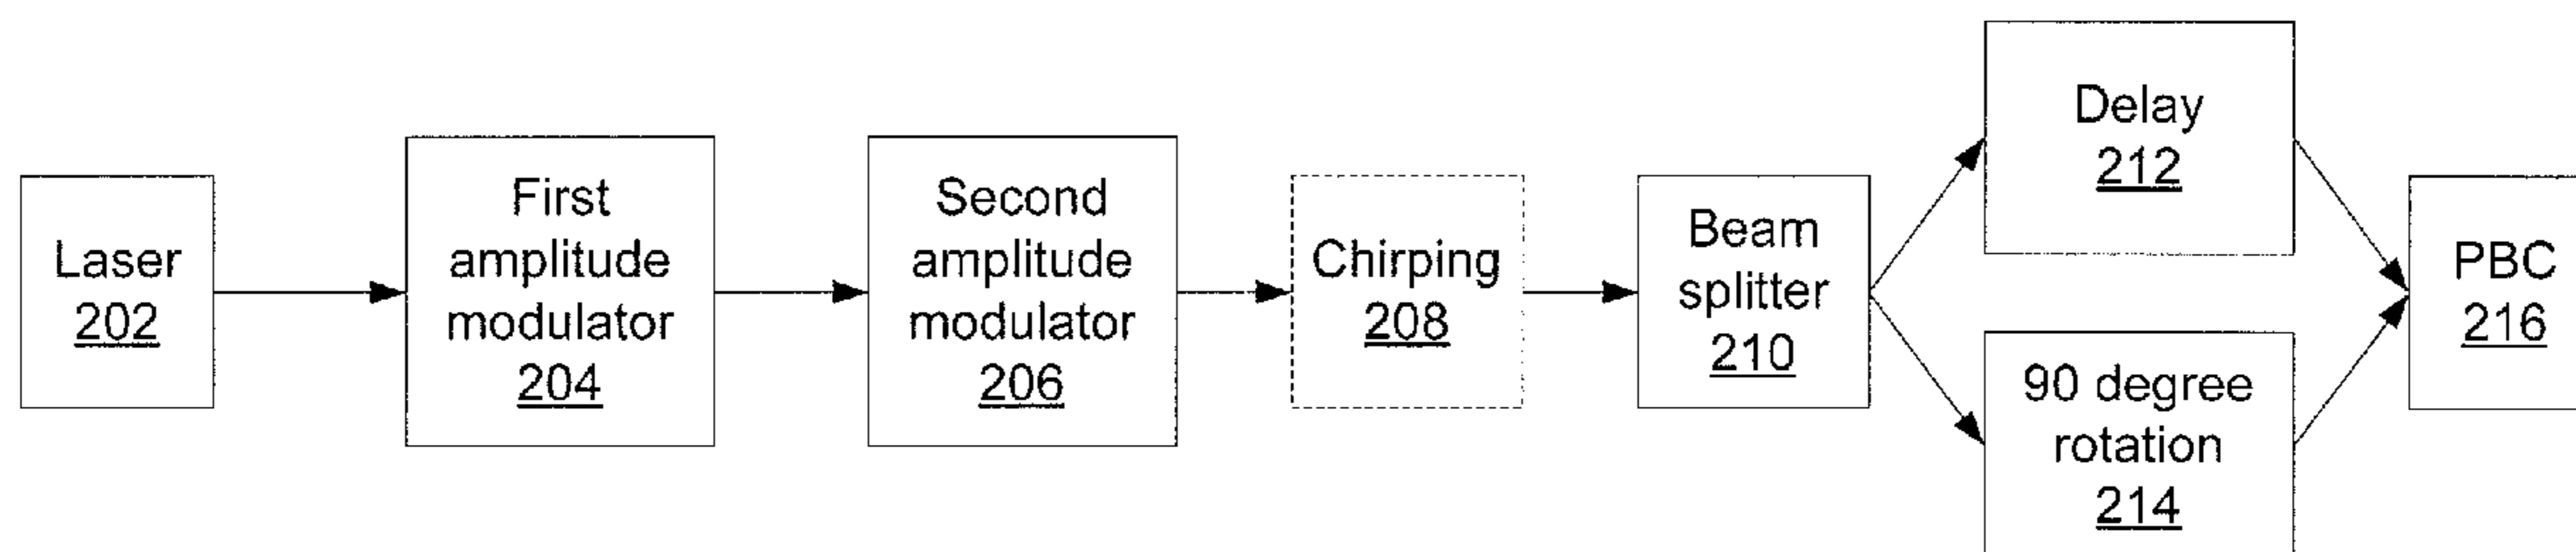 Laser
202
First
amplitude
modulator
204
Second
amplitude
modulator
206
Chirping
208
Beam
splitter
210
Delay
212
90 degree
rotation
214
PBC
216